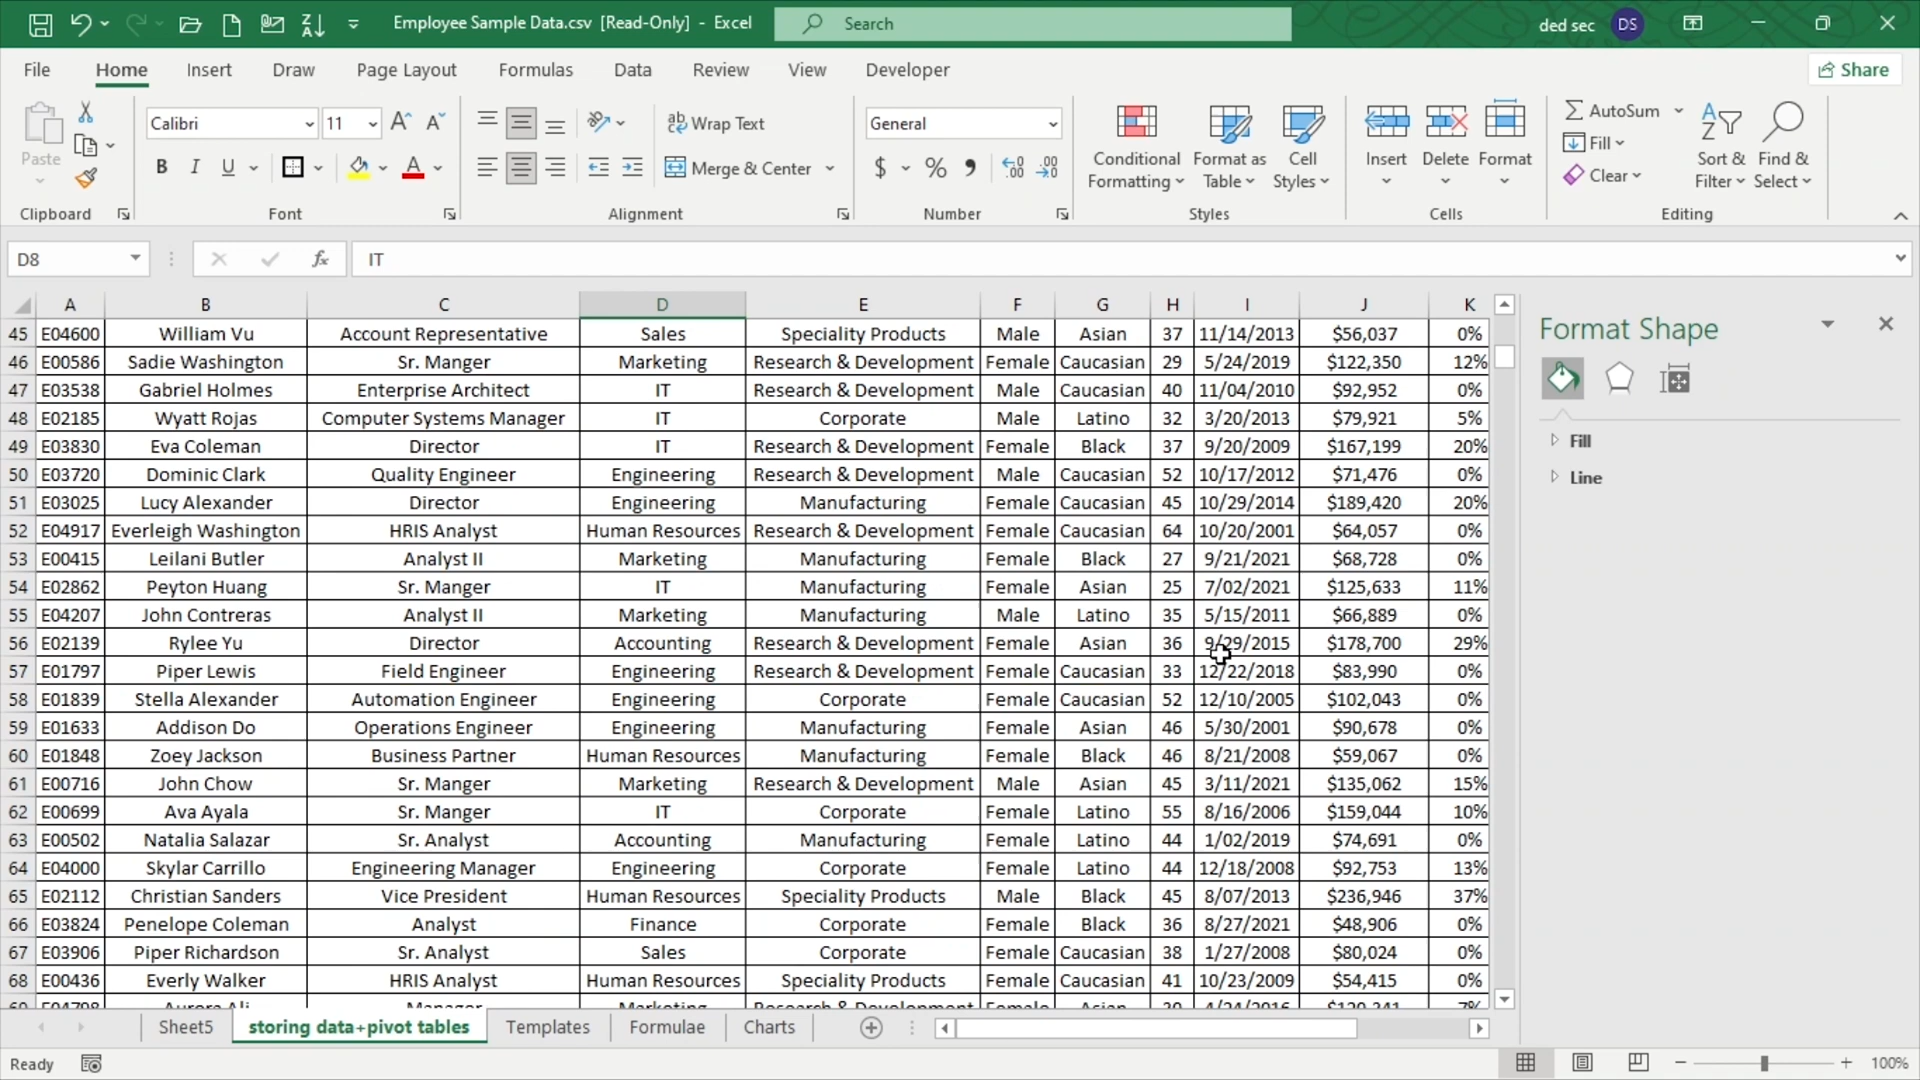 Employee Sample Data.csv [Read-Only] - Excel
Search
ded sec
DS
File Home Insert Draw Page Layout Formulas Data Review View Developer
Share
Paste
Clipboard
Calibri 11
B I U
Font
Wrap Text
Merge & Center
Alignment
General
$ % ,
Number
Conditional Formatting
Format as Table
Cell Styles
Styles
Insert Delete Format
Cells
AutoSum
Fill
Clear
Sort & Filter
Find & Select
Editing
D8 fx IT
A B C D E F G H I J K
45 E04600 William Vu Account Representative Sales Speciality Products Male Asian 37 11/14/2013 $56,037 0%
46 E00586 Sadie Washington Sr. Manger Marketing Research & Development Female Caucasian 29 5/24/2019 $122,350 12%
47 E03538 Gabriel Holmes Enterprise Architect IT Research & Development Male Caucasian 40 11/04/2010 $92,952 0%
48 E02185 Wyatt Rojas Computer Systems Manager IT Corporate Male Latino 32 3/20/2013 $79,921 5%
49 E03830 Eva Coleman Director IT Research & Development Female Black 37 9/20/2009 $167,199 20%
50 E03720 Dominic Clark Quality Engineer Engineering Research & Development Male Caucasian 52 10/17/2012 $71,476 0%
51 E03025 Lucy Alexander Director Engineering Manufacturing Female Caucasian 45 10/29/2014 $189,420 20%
52 E04917 Everleigh Washington HRIS Analyst Human Resources Research & Development Female Caucasian 64 10/20/2001 $64,057 0%
53 E00415 Leilani Butler Analyst II Marketing Manufacturing Female Black 27 9/21/2021 $68,728 0%
54 E02862 Peyton Huang Sr. Manger IT Manufacturing Female Asian 25 7/02/2021 $125,633 11%
55 E04207 John Contreras Analyst II Marketing Manufacturing Male Latino 35 5/15/2011 $66,889 0%
56 E02139 Rylee Yu Director Accounting Research & Development Female Asian 36 9/29/2015 $178,700 29%
57 E01797 Piper Lewis Field Engineer Engineering Research & Development Female Caucasian 33 12/22/2018 $83,990 0%
58 E01839 Stella Alexander Automation Engineer Engineering Corporate Female Caucasian 52 12/10/2005 $102,043 0%
59 E01633 Addison Do Operations Engineer Engineering Manufacturing Female Asian 46 5/30/2001 $90,678 0%
60 E01848 Zoey Jackson Business Partner Human Resources Manufacturing Female Black 46 8/21/2008 $59,067 0%
61 E00716 John Chow Sr. Manger Marketing Research & Development Male Asian 45 3/11/2021 $135,062 15%
62 E00699 Ava Ayala Sr. Manger IT Corporate Female Latino 55 8/16/2006 $159,044 10%
63 E00502 Natalia Salazar Sr. Analyst Accounting Manufacturing Female Latino 44 1/02/2019 $74,691 0%
64 E04000 Skylar Carrillo Engineering Manager Engineering Corporate Female Latino 44 12/18/2008 $92,753 13%
65 E02112 Christian Sanders Vice President Human Resources Speciality Products Male Black 45 8/07/2013 $236,946 37%
66 E03824 Penelope Coleman Analyst Finance Corporate Female Black 36 8/27/2021 $48,906 0%
67 E03906 Piper Richardson Sr. Analyst Sales Corporate Female Caucasian 38 1/27/2008 $80,024 0%
68 E00436 Everly Walker HRIS Analyst Human Resources Speciality Products Female Caucasian 41 10/23/2009 $54,415 0%
Format Shape
Fill
Line
Sheet5 storing data+pivot tables Templates Formulae Charts
Ready
100%